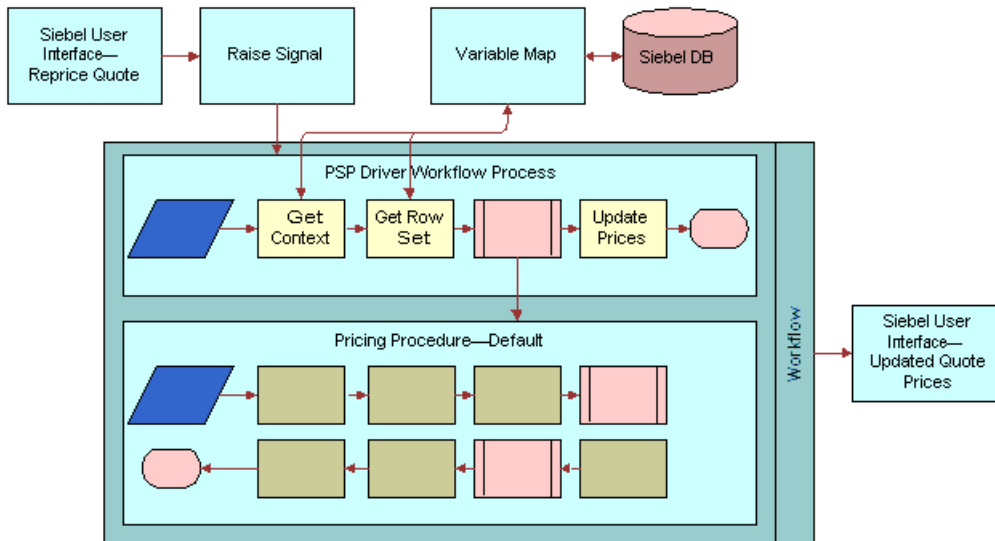 Siebel User
Interface—
Reprice Quote
Raise Signal
Variable Map
Siebel DB
PSP Driver Workflow Process
Get
Context
Get Row
Set
Update
Prices
Pricing Procedure—Default
Workflow
Siebel User
Interface—
Updated Quote
Prices